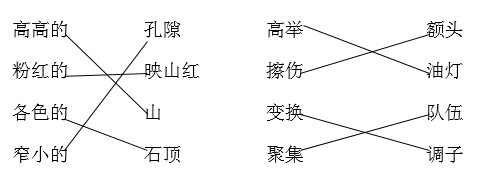 高高的 孔隙 高举 额头
粉红的 映山红 擦伤 油灯
各色的 山 变换 队伍
窄小的 石顶 聚集 调子